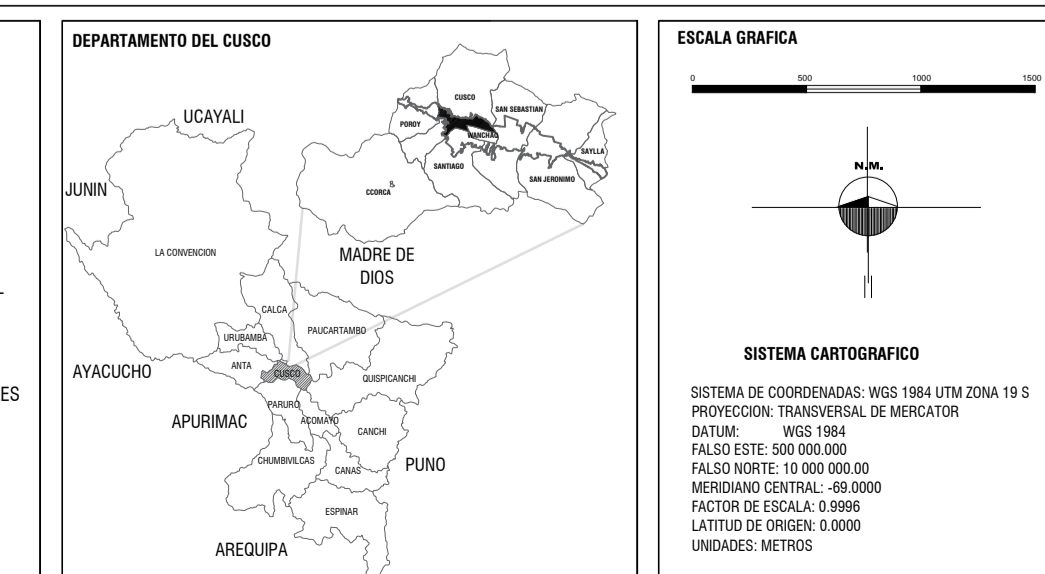 DEPARTAMENTO DEL CUSCO
UCAYALI
JUNIN
LA CONVENCION
MADRE DE
DIOS
CALCA
PAUCARTAMBO
URUBAMBA
ANTA
CUSCO
QUISPICANCHI
AYACUCHO
PARURO
ACOMAYO
APURIMAC
CANCHI
CHUMBIVILCAS
CANAS
PUNO
ESPINAR
AREQUIPA
CUSCO
SAN SEBASTIAN
POROY
WANCHAQ
SANTIAGO
SAYLLA
SAN JERONIMO
CCORCA
ES
ESCALA GRAFICA
0 500 1000 1500
N.M.
SISTEMA CARTOGRAFICO
SISTEMA DE COORDENADAS: WGS 1984 UTM ZONA 19 S
PROYECCION: TRANSVERSAL DE MERCATOR
DATUM: WGS 1984
FALSO ESTE: 500 000.000
FALSO NORTE: 10 000 000.00
MERIDIANO CENTRAL: -69.0000
FACTOR DE ESCALA: 0.9996
LATITUD DE ORIGEN: 0.0000
UNIDADES: METROS